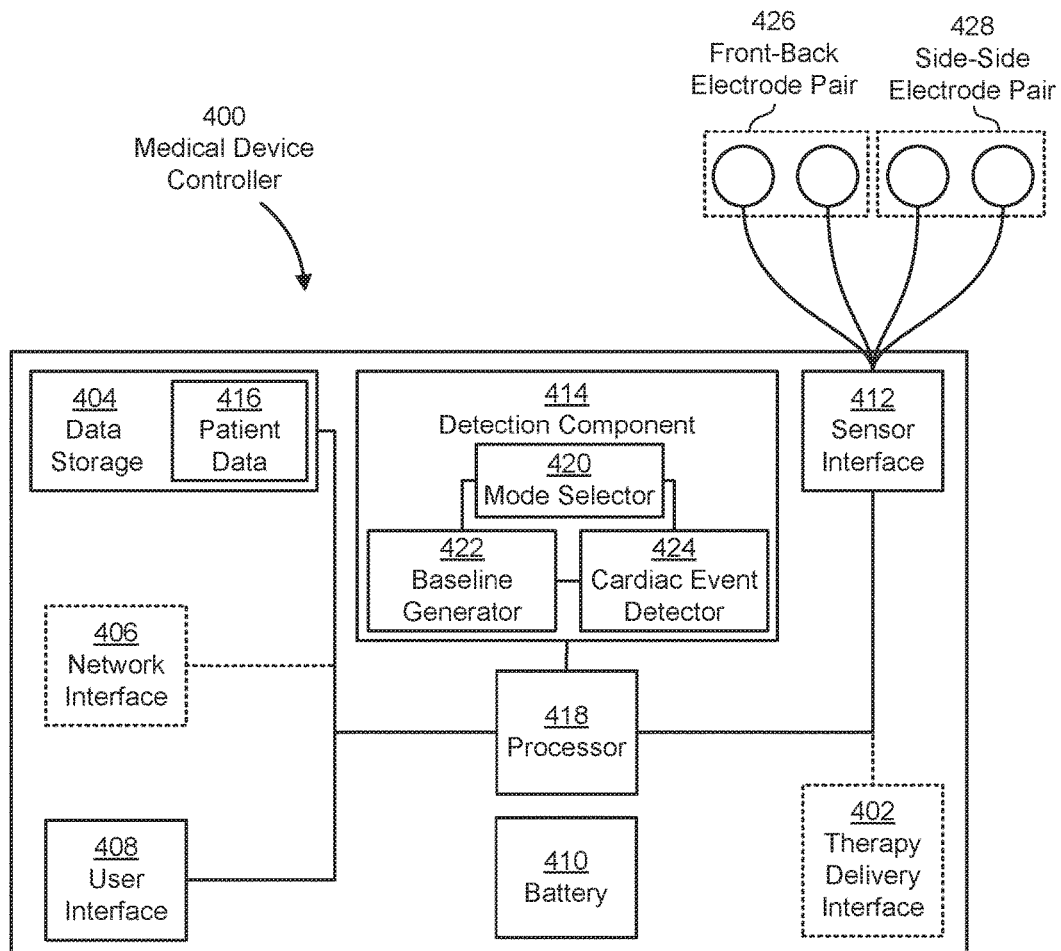 426
Front-Back
Electrode Pair
428
Side-Side
Electrode Pair
400
Medical Device
Controller
404
Data
Storage
416
Patient
Data
414
Detection Component
420
Mode Selector
422
Baseline
Generator
424
Cardiac Event
Detector
412
Sensor
Interface
406
Network
Interface
418
Processor
408
User
Interface
410
Battery
402
Therapy
Delivery
Interface